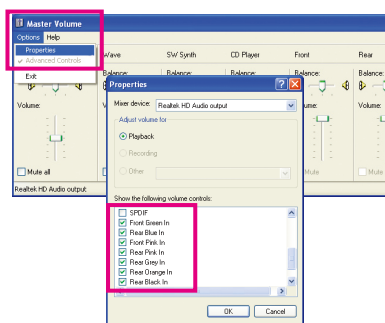 Master Volume
Options Help
Properties
Advanced Controls
Exit
Wave
SW Synth
CD Player
Front
Rear
Balance:
Balance:
Balance:
Balance:
Balance:
Volume:
Volume:
Mute all
Mute
Mute
Realtek HD Audio output
Properties
Mixer device: Realtek HD Audio output
Adjust volume for
Playback
Recording
Other
Show the following volume controls:
SPDIF
Front Green In
Rear Blue In
Front Pink In
Rear Pink In
Rear Grey In
Rear Orange In
Rear Black In
OK Cancel